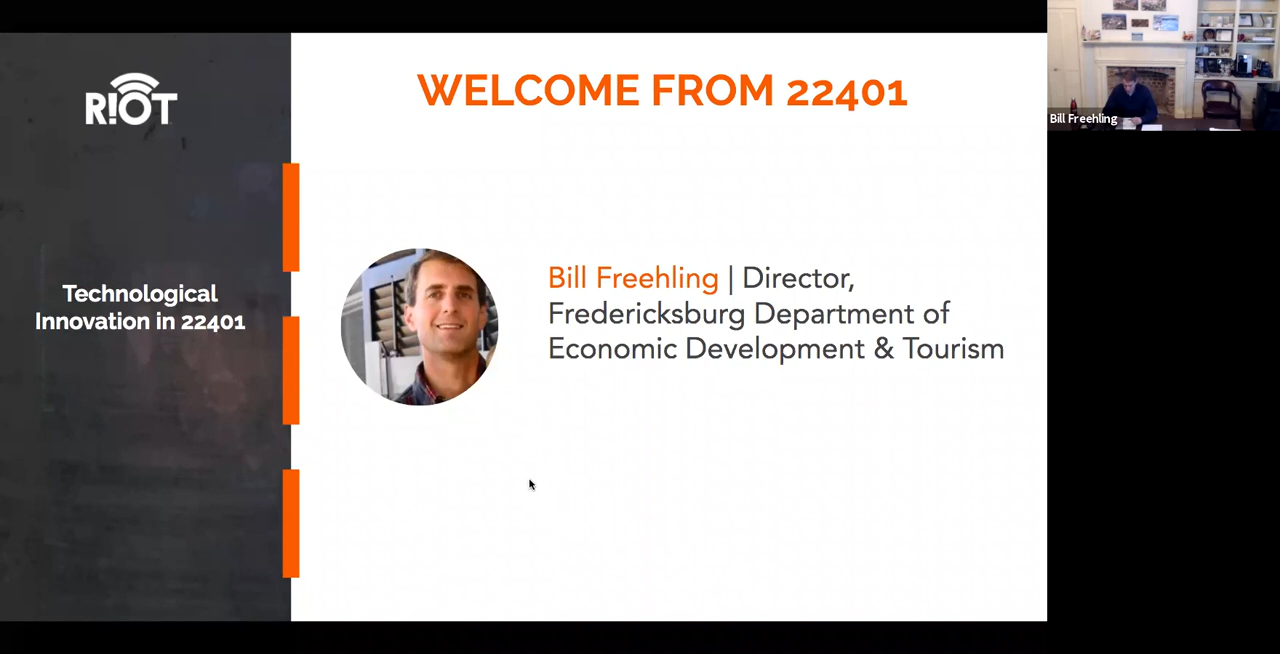 R!OT
Technological
Innovation in 22401
WELCOME FROM 22401
Bill Freehling | Director,
Fredericksburg Department of
Economic Development & Tourism
Bill Freehling